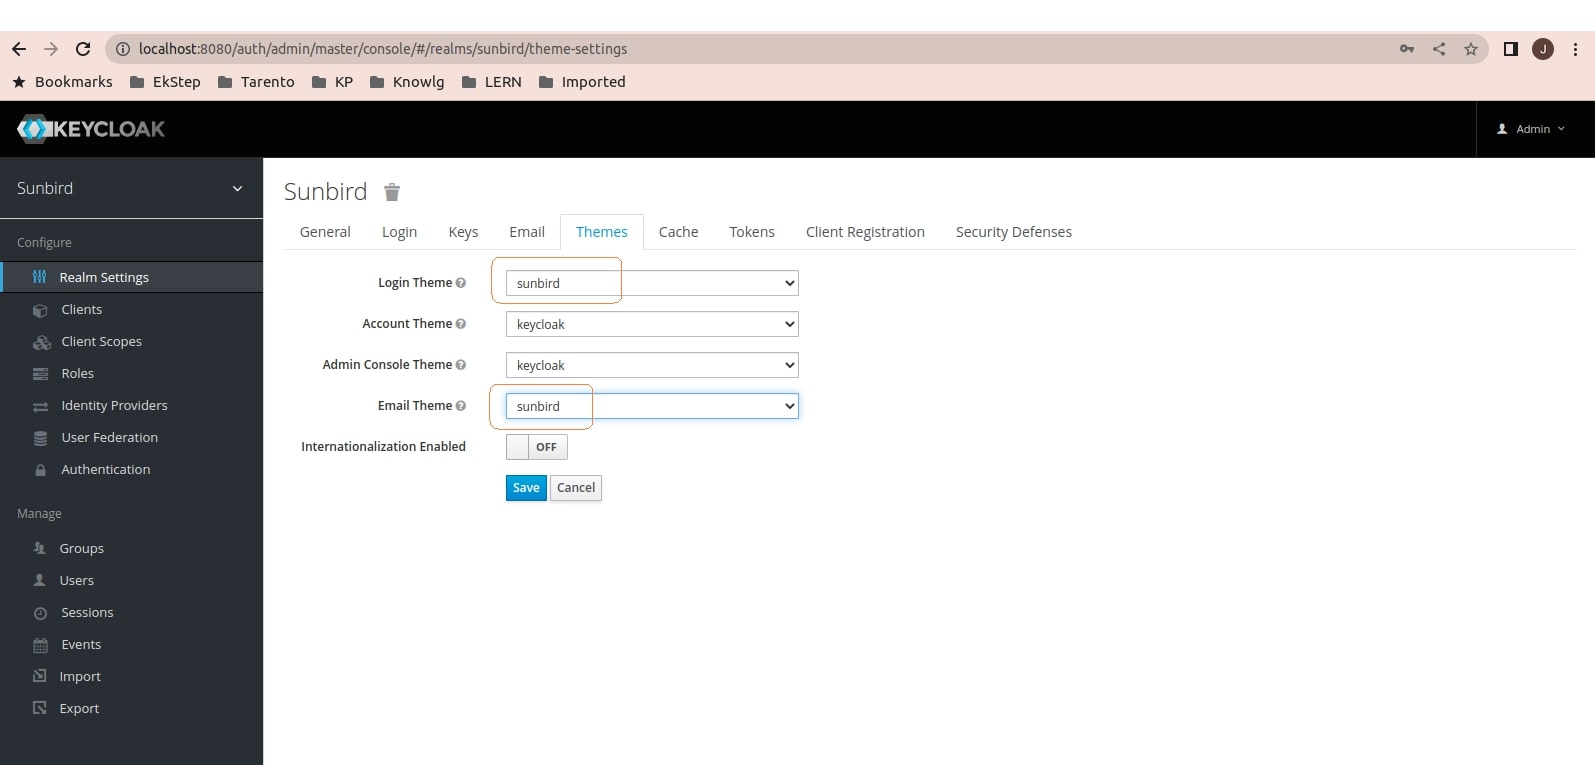 localhost:8080/auth/admin/master/console/#/realms/sunbird/theme-settings
J
Bookmarks EkStep Tarento KP Knowlg LERN Imported
KEYCLOAK
Admin
Sunbird
Sunbird
General Login Keys Email Themes Cache Tokens Client Registration Security Defenses
Configure
Realm Settings
Clients
Client Scopes
Roles
Identity Providers
User Federation
Authentication
Manage
Groups
Users
Sessions
Events
Import
Export
Login Theme ? sunbird
Account Theme ? keycloak
Admin Console Theme ? keycloak
Email Theme ? sunbird
Internationalization Enabled OFF
Save Cancel